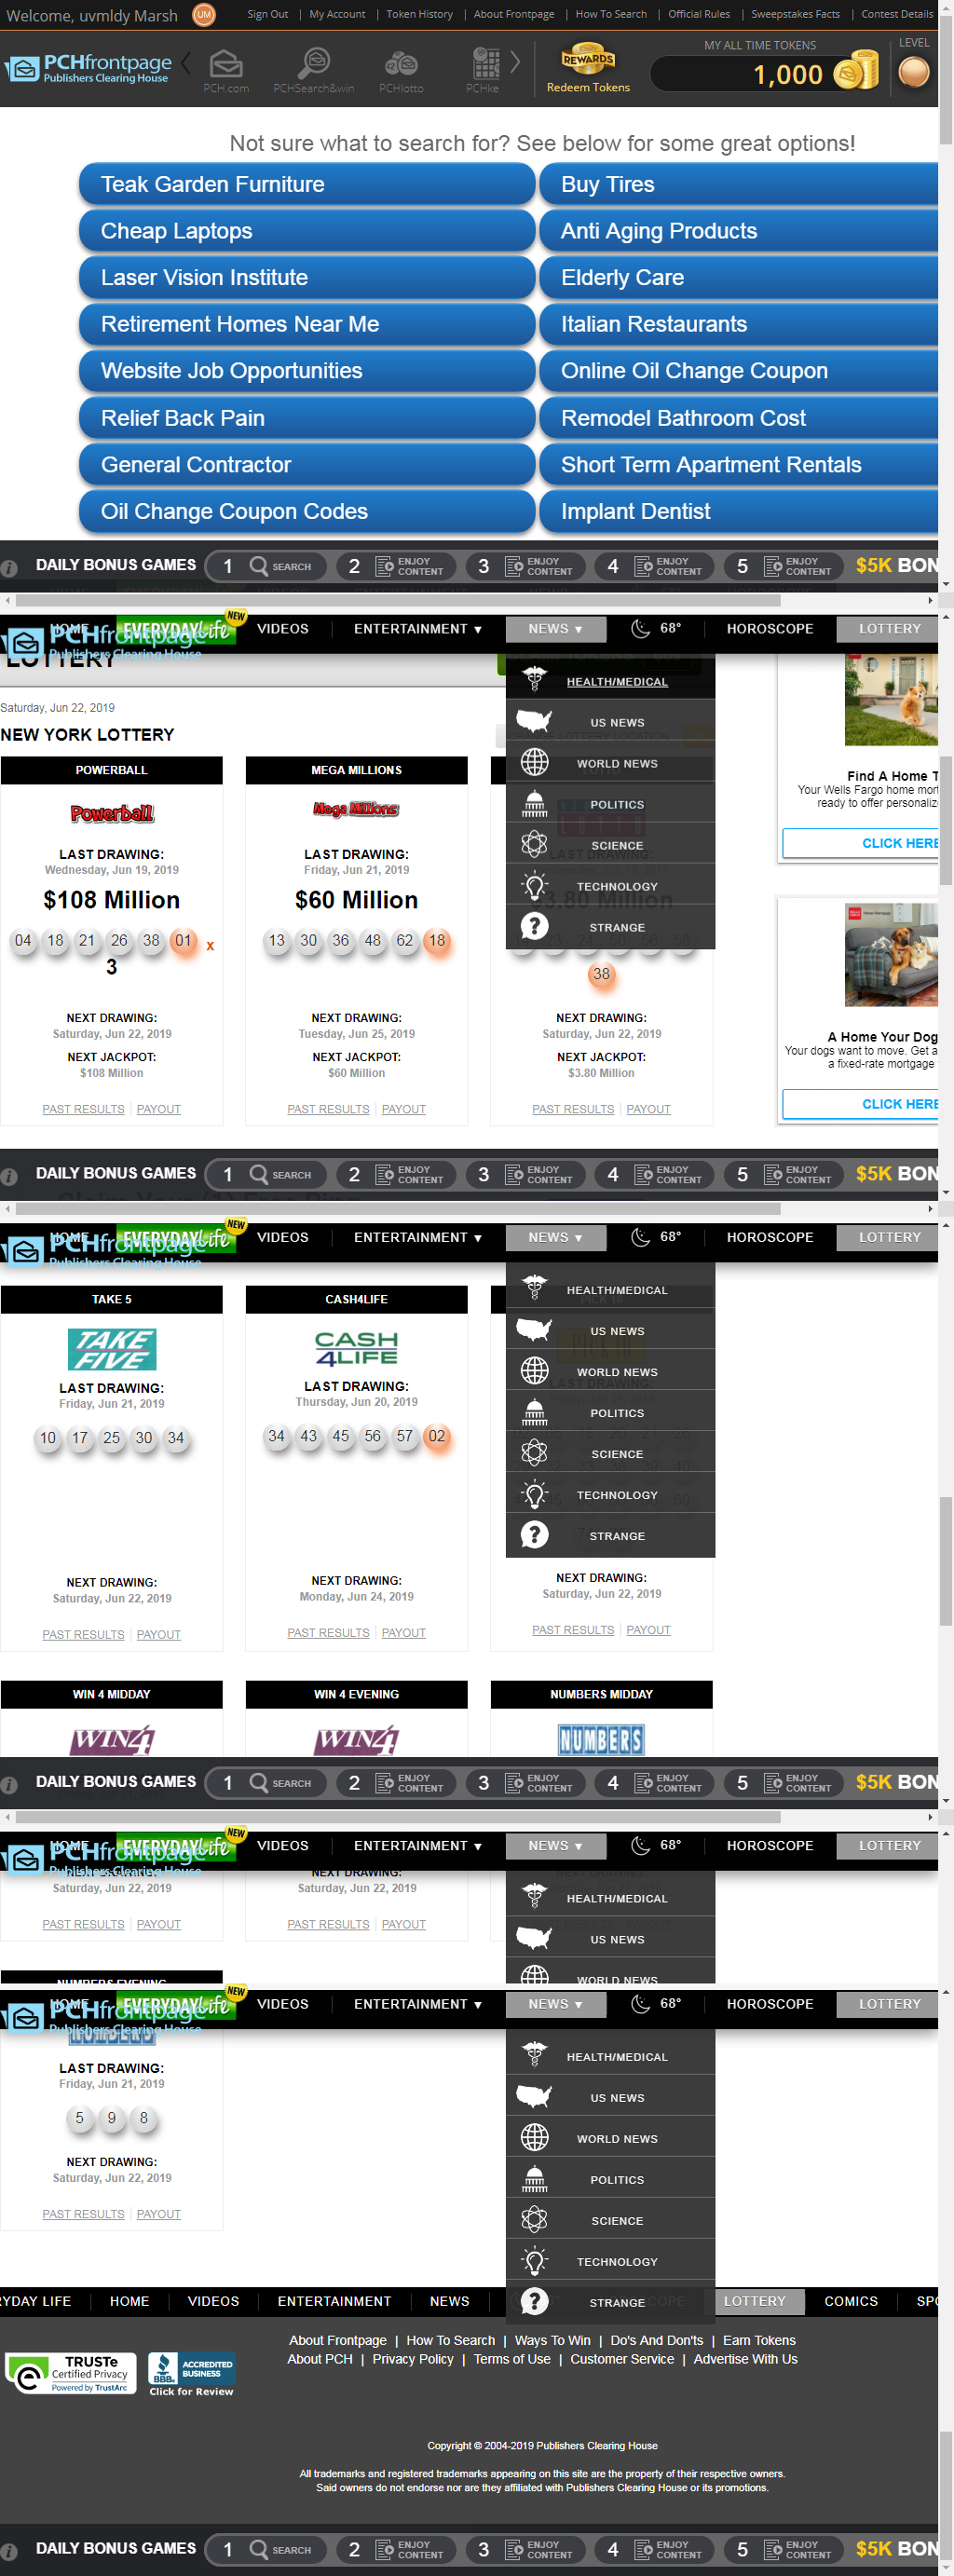 Welcome, uvmldy Marsh UM Sign Out | My Account | Token History | About Frontpage | How To Search | Official Rules | Sweepstakes Facts | Contest Details
PCHfrontpage
Publishers Clearing House
PCH.com PCHSearch&win PCHlotto PCHke
REWARDS
Redeem Tokens
MY ALL TIME TOKENS
1,000
LEVEL
Not sure what to search for? See below for some great options!
Teak Garden Furniture Buy Tires
Cheap Laptops Anti Aging Products
Laser Vision Institute Elderly Care
Retirement Homes Near Me Italian Restaurants
Website Job Opportunities Online Oil Change Coupon
Relief Back Pain Remodel Bathroom Cost
General Contractor Short Term Apartment Rentals
Oil Change Coupon Codes Implant Dentist
DAILY BONUS GAMES 1 SEARCH 2 ENJOY CONTENT 3 ENJOY CONTENT 4 ENJOY CONTENT 5 ENJOY CONTENT $5K BON
HOME EVERYDAY life NEW VIDEOS ENTERTAINMENT ▼ NEWS ▼ 68° HOROSCOPE LOTTERY
PCHfrontpage
Publishers Clearing House
LOTTERY
HEALTH/MEDICAL
US NEWS
WORLD NEWS
POLITICS
SCIENCE
TECHNOLOGY
STRANGE
Saturday, Jun 22, 2019
NEW YORK LOTTERY
POWERBALL
Powerball
LAST DRAWING:
Wednesday, Jun 19, 2019
$108 Million
04 18 21 26 38 01 x
3
NEXT DRAWING:
Saturday, Jun 22, 2019
NEXT JACKPOT:
$108 Million
PAST RESULTS | PAYOUT
MEGA MILLIONS
Mega Millions
LAST DRAWING:
Friday, Jun 21, 2019
$60 Million
13 30 36 48 62 18
NEXT DRAWING:
Tuesday, Jun 25, 2019
NEXT JACKPOT:
$60 Million
PAST RESULTS | PAYOUT
LOTTO
LAST DRAWING:
$3.80 Million
38
NEXT DRAWING:
Saturday, Jun 22, 2019
NEXT JACKPOT:
$3.80 Million
PAST RESULTS | PAYOUT
Find A Home T
Your Wells Fargo home mort
ready to offer personalize
CLICK HERE
A Home Your Dog
Your dogs want to move. Get a
a fixed-rate mortgage
CLICK HERE
DAILY BONUS GAMES 1 SEARCH 2 ENJOY CONTENT 3 ENJOY CONTENT 4 ENJOY CONTENT 5 ENJOY CONTENT $5K BON
HOME EVERYDAY life NEW VIDEOS ENTERTAINMENT ▼ NEWS ▼ 68° HOROSCOPE LOTTERY
PCHfrontpage
Publishers Clearing House
HEALTH/MEDICAL
US NEWS
WORLD NEWS
POLITICS
SCIENCE
TECHNOLOGY
STRANGE
TAKE 5
TAKE FIVE
LAST DRAWING:
Friday, Jun 21, 2019
10 17 25 30 34
NEXT DRAWING:
Saturday, Jun 22, 2019
PAST RESULTS | PAYOUT
CASH4LIFE
CASH 4LIFE
LAST DRAWING:
Thursday, Jun 20, 2019
34 43 45 56 57 02
NEXT DRAWING:
Monday, Jun 24, 2019
PAST RESULTS | PAYOUT
PICK 10
LAST DRAWING:
NEXT DRAWING:
Saturday, Jun 22, 2019
PAST RESULTS | PAYOUT
WIN 4 MIDDAY WIN 4 EVENING NUMBERS MIDDAY
WIN4 WIN4 NUMBERS
DAILY BONUS GAMES 1 SEARCH 2 ENJOY CONTENT 3 ENJOY CONTENT 4 ENJOY CONTENT 5 ENJOY CONTENT $5K BON
HOME EVERYDAY life NEW VIDEOS ENTERTAINMENT ▼ NEWS ▼ 68° HOROSCOPE LOTTERY
PCHfrontpage
Publishers Clearing House
NEXT DRAWING: NEXT DRAWING:
Saturday, Jun 22, 2019 Saturday, Jun 22, 2019
PAST RESULTS | PAYOUT PAST RESULTS | PAYOUT
HEALTH/MEDICAL
US NEWS
WORLD NEWS
NUMBERS EVENING
HOME EVERYDAY life NEW VIDEOS ENTERTAINMENT ▼ NEWS ▼ 68° HOROSCOPE LOTTERY
PCHfrontpage
Publishers Clearing House
NUMBERS
LAST DRAWING:
Friday, Jun 21, 2019
5 9 8
NEXT DRAWING:
Saturday, Jun 22, 2019
PAST RESULTS | PAYOUT
HEALTH/MEDICAL
US NEWS
WORLD NEWS
POLITICS
SCIENCE
TECHNOLOGY
STRANGE
RYDAY LIFE HOME VIDEOS ENTERTAINMENT NEWS LOTTERY COMICS SPO
About Frontpage | How To Search | Ways To Win | Do's And Don'ts | Earn Tokens
About PCH | Privacy Policy | Terms of Use | Customer Service | Advertise With Us
TRUSTe
Certified Privacy
Powered by TrustArc
BBB ACCREDITED BUSINESS
Click for Review
Copyright © 2004-2019 Publishers Clearing House
All trademarks and registered trademarks appearing on this site are the property of their respective owners.
Said owners do not endorse nor are they affiliated with Publishers Clearing House or its promotions.
DAILY BONUS GAMES 1 SEARCH 2 ENJOY CONTENT 3 ENJOY CONTENT 4 ENJOY CONTENT 5 ENJOY CONTENT $5K BON